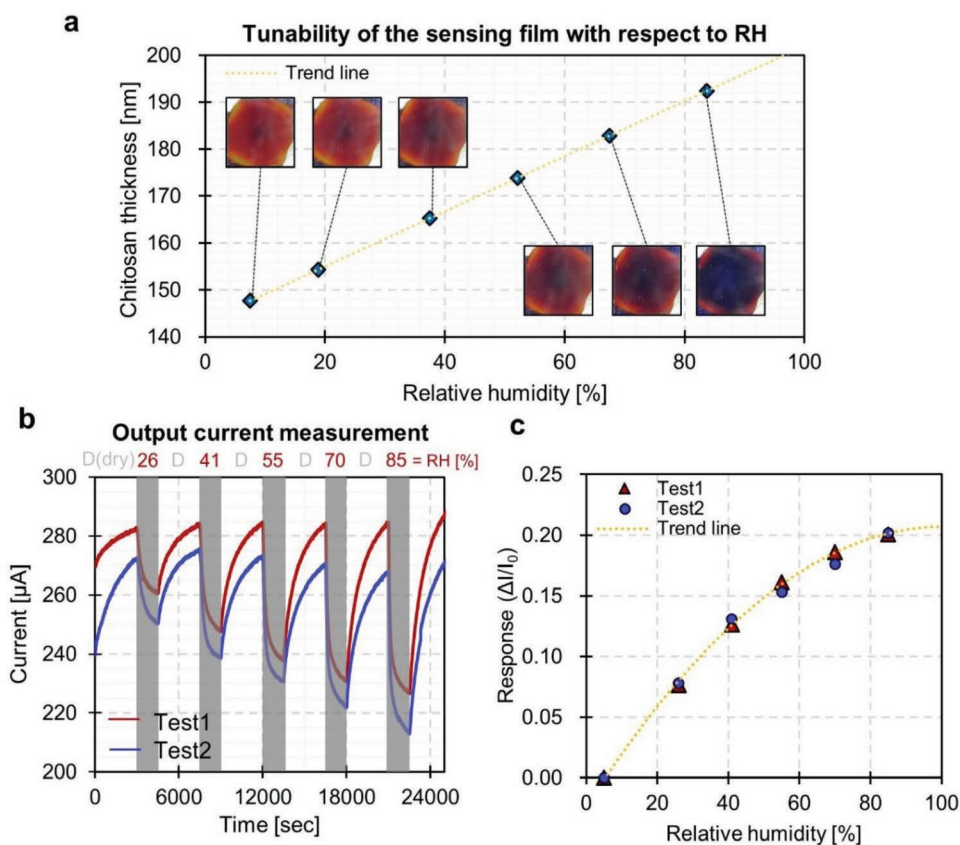 a
Tunability of the sensing film with respect to RH
Chitosan thickness [nm]
200
190
180
170
160
150
140
Trend line
0 20 40 60 80 100
Relative humidity [%]
b
Output current measurement
D(dry) 26 D 41 D 55 D 70 D 85 = RH [%]
Current [µA]
300
280
260
240
220
200
Test1
Test2
0 6000 12000 18000 24000
Time [sec]
c
Response (ΔI/I₀)
0.25
0.20
0.15
0.10
0.05
0.00
Test1
Test2
Trend line
0 20 40 60 80 100
Relative humidity [%]